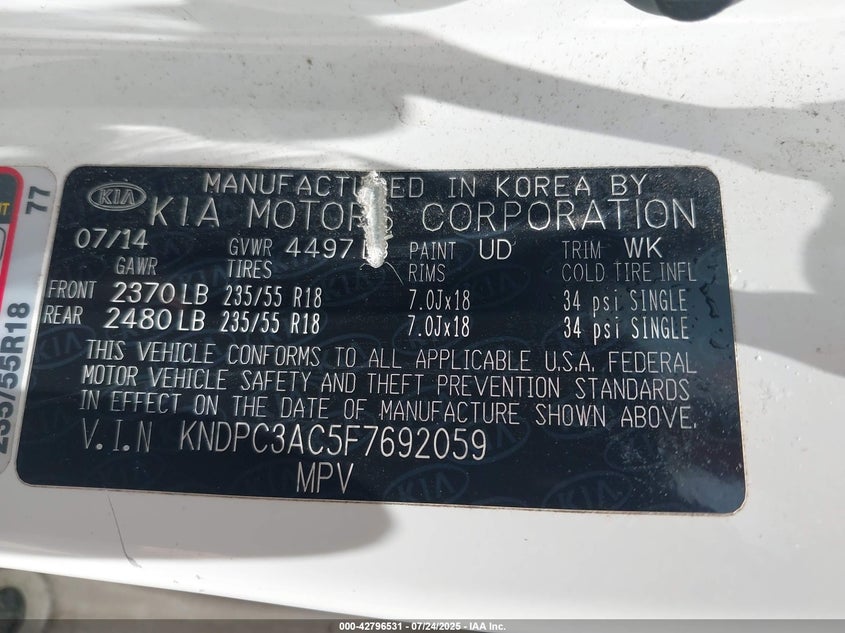 KIA
MANUFACTURED IN KOREA BY
KIA MOTORS CORPORATION
07/14 GVWR 4497 PAINT UD TRIM WK
GAWR TIRES RIMS COLD TIRE INFL
FRONT 2370 LB 235/55 R18 7.0Jx18 34 psi SINGLE
REAR 2480 LB 235/55 R18 7.0Jx18 34 psi SINGLE
THIS VEHICLE CONFORMS TO ALL APPLICABLE U.S.A. FEDERAL
MOTOR VEHICLE SAFETY AND THEFT PREVENTION STANDARDS
IN EFFECT ON THE DATE OF MANUFACTURE SHOWN ABOVE.
V.I.N KNDPC3AC5F7692059
MPV
77
235/55R18
000-42796531 - 07/24/2025 - IAA Inc.